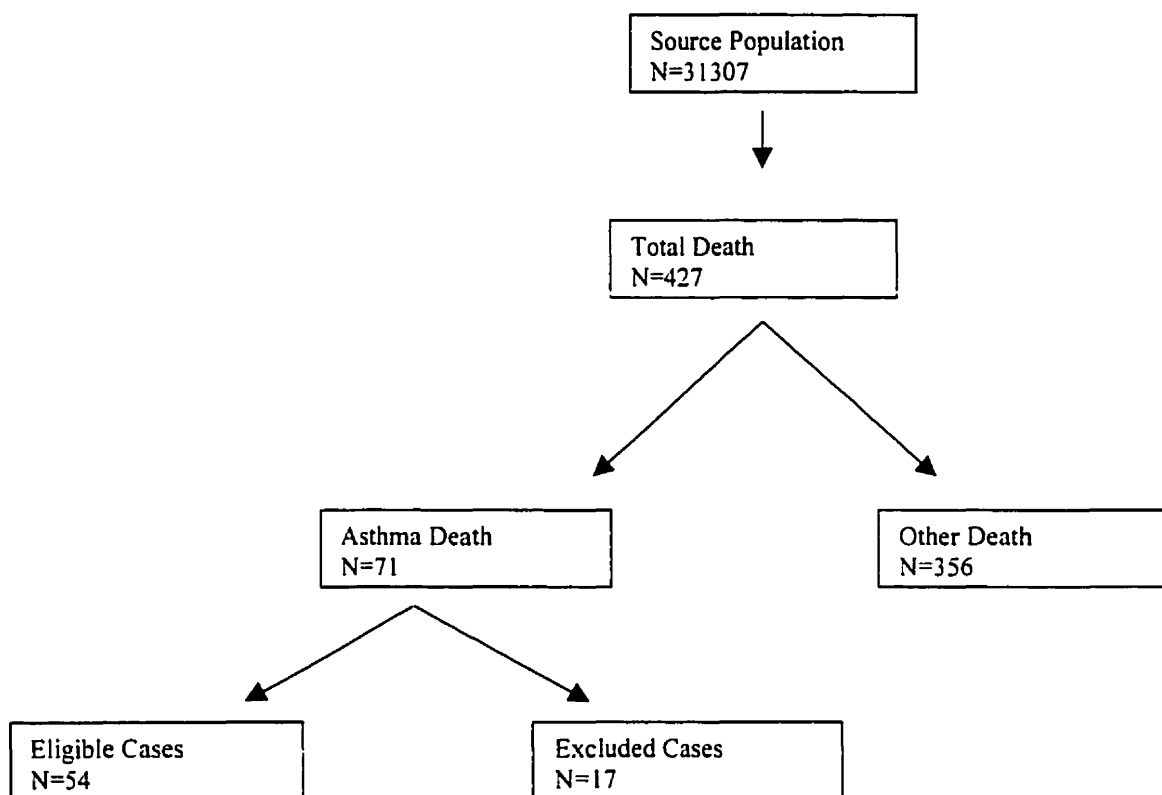 Source Population
N=31307
Total Death
N=427
Asthma Death
N=71
Other Death
N=356
Eligible Cases
N=54
Excluded Cases
N=17